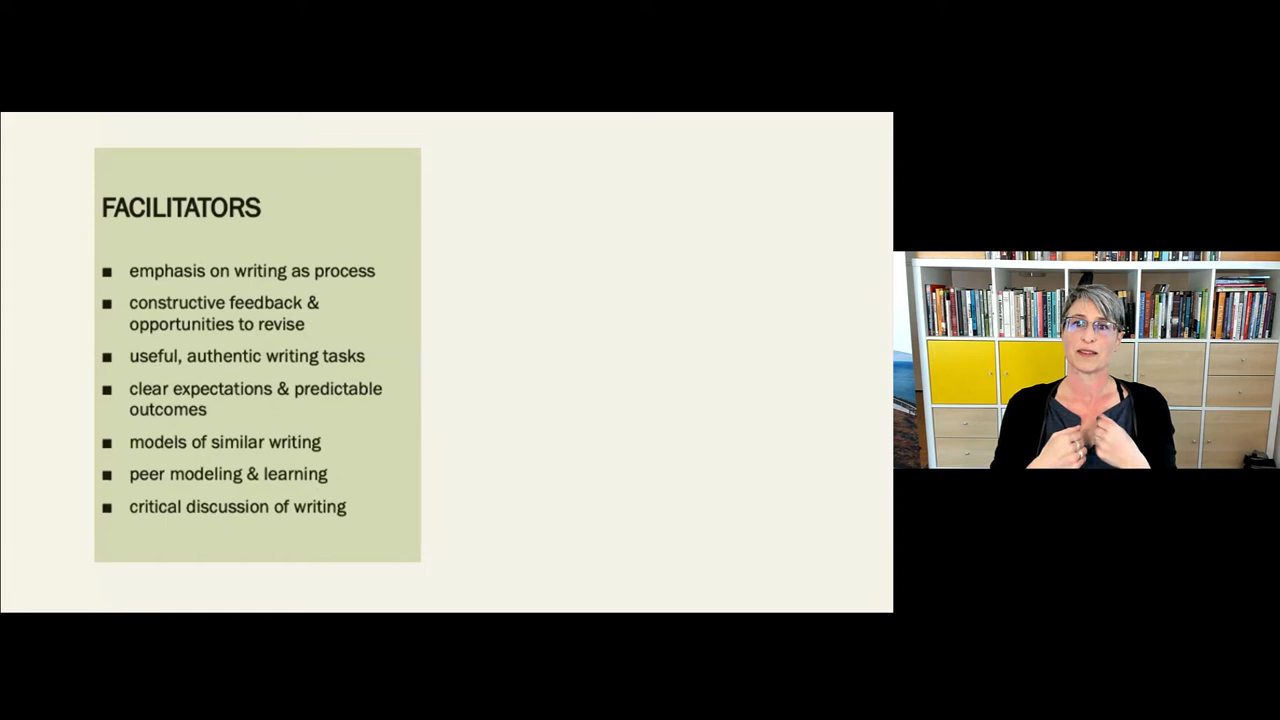 FACILITATORS
■ emphasis on writing as process
■ constructive feedback &
opportunities to revise
■ useful, authentic writing tasks
■ clear expectations & predictable
outcomes
■ models of similar writing
■ peer modeling & learning
■ critical discussion of writing